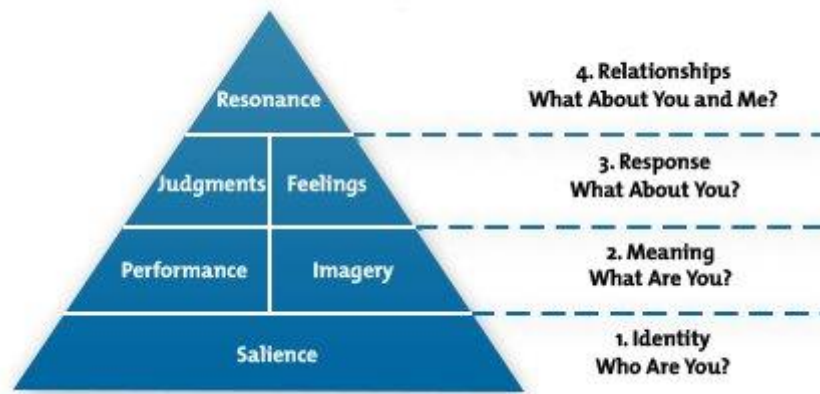 Resonance
4. Relationships
What About You and Me?
Judgments Feelings
3. Response
What About You?
Performance Imagery
2. Meaning
What Are You?
Salience
1. Identity
Who Are You?